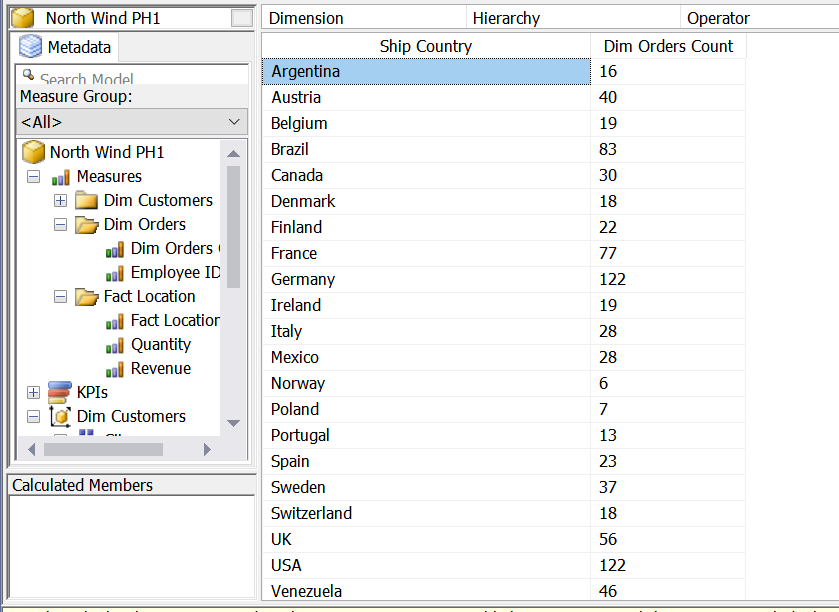 North Wind PH1
Metadata
Search Model
Measure Group:
<All>
North Wind PH1
Measures
Dim Customers
Dim Orders
Dim Orders
Employee ID
Fact Location
Fact Location
Quantity
Revenue
KPIs
Dim Customers
Calculated Members
Dimension Hierarchy Operator
Ship Country Dim Orders Count
Argentina 16
Austria 40
Belgium 19
Brazil 83
Canada 30
Denmark 18
Finland 22
France 77
Germany 122
Ireland 19
Italy 28
Mexico 28
Norway 6
Poland 7
Portugal 13
Spain 23
Sweden 37
Switzerland 18
UK 56
USA 122
Venezuela 46